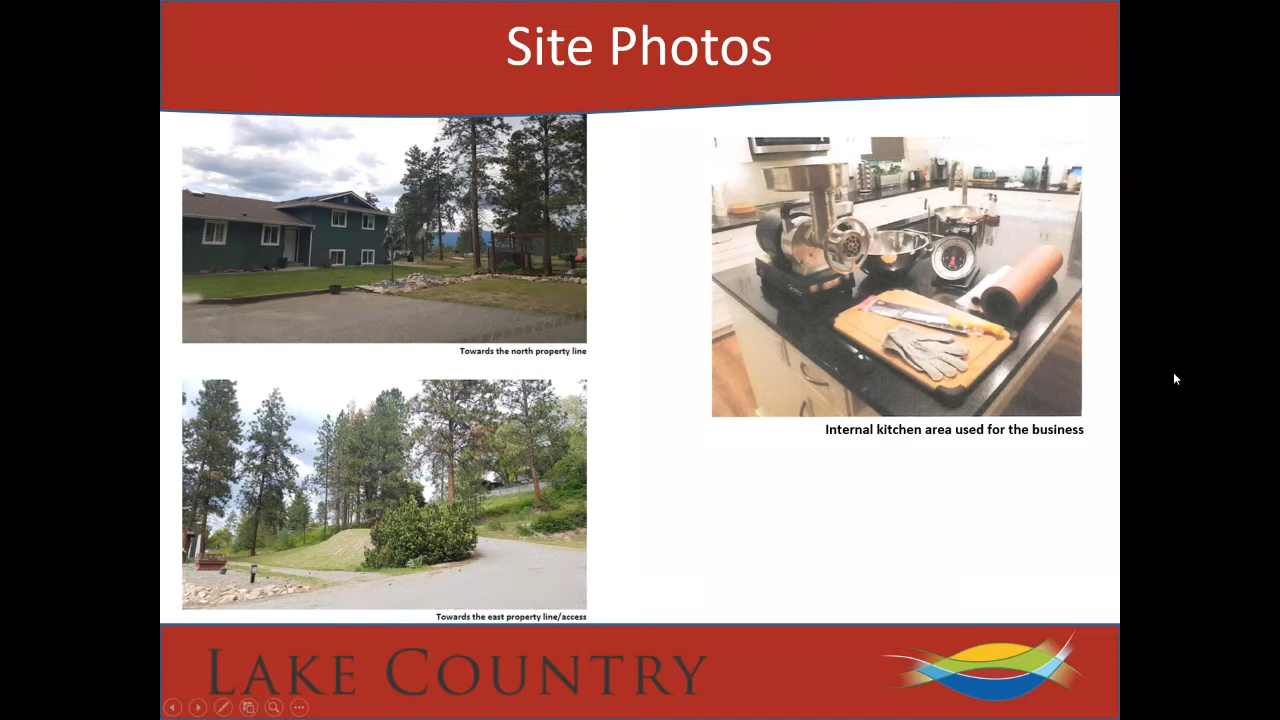 Site Photos
Towards the north property line
Internal kitchen area used for the business
Towards the east property line/access
LAKE COUNTRY